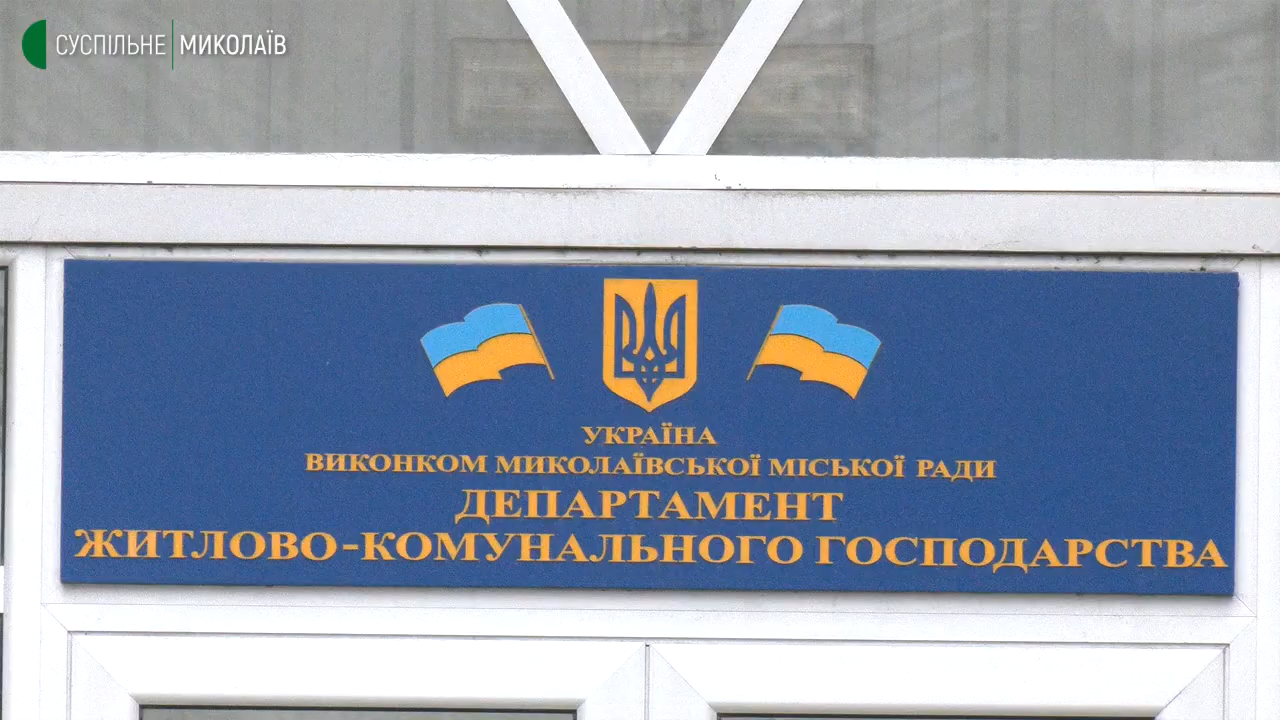 СУСПІЛЬНЕ МИКОЛАЇВ
УКРАЇНА
ВИКОНКОМ МИКОЛАЇВСЬКОЇ МІСЬКОЇ РАДИ
ДЕПАРТАМЕНТ
ЖИТЛОВО-КОМУНАЛЬНОГО ГОСПОДАРСТВА